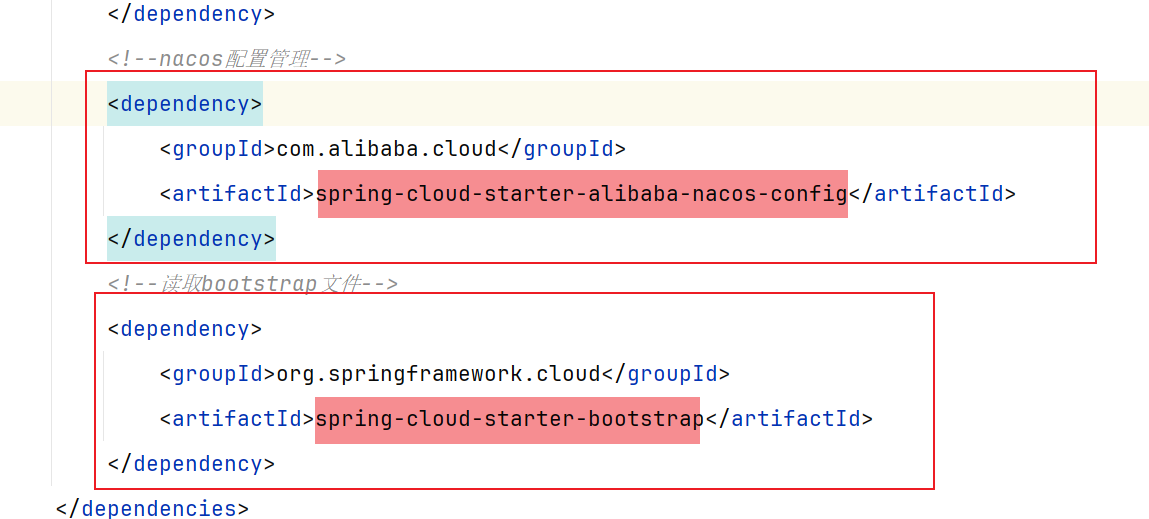 </dependency>
<!--nacos配置管理-->
<dependency>
<groupId>com.alibaba.cloud</groupId>
<artifactId>spring-cloud-starter-alibaba-nacos-config</artifactId>
</dependency>
<!--读取bootstrap文件-->
<dependency>
<groupId>org.springframework.cloud</groupId>
<artifactId>spring-cloud-starter-bootstrap</artifactId>
</dependency>
</dependencies>